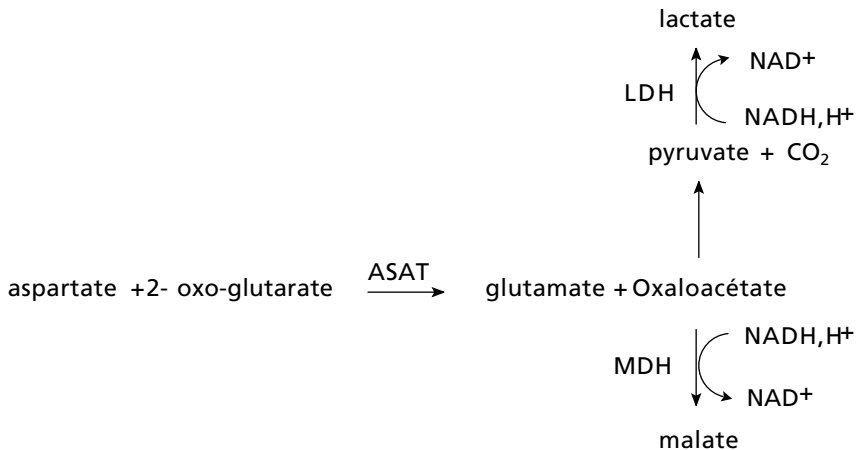 lactate
NAD+
LDH
NADH,H+
pyruvate + CO₂
ASAT
aspartate +2- oxo-glutarate
glutamate + Oxaloacétate
NADH,H+
MDH
NAD+
malate